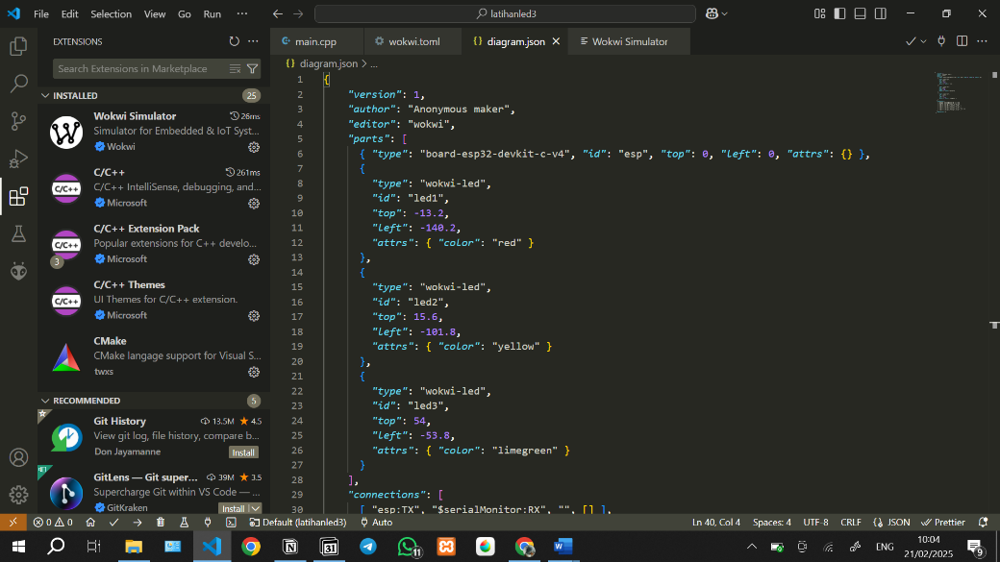 File Edit Selection View Go Run ··· latihanled3
EXTENSIONS
Search Extensions in Marketplace
INSTALLED 25
Wokwi Simulator 26ms
Simulator for Embedded & IoT Syst...
Wokwi
C/C++ 261ms
C/C++ IntelliSense, debugging, and...
Microsoft
C/C++ Extension Pack
Popular extensions for C++ develo...
3 Microsoft
C/C++ Themes
UI Themes for C/C++ extension.
Microsoft
CMake
CMake langage support for Visual S...
twxs
RECOMMENDED 5
Git History 13.5M 4.5
View git log, file history, compare b...
Don Jayamanne Install
GitLens — Git super... 39M 3.5
Supercharge Git within VS Code — ...
GitKraken Install
main.cpp wokwi.toml {} diagram.json Wokwi Simulator
{} diagram.json > ...
1 {
2 "version": 1,
3 "author": "Anonymous maker",
4 "editor": "wokwi",
5 "parts": [
6 { "type": "board-esp32-devkit-c-v4", "id": "esp", "top": 0, "left": 0, "attrs": {} },
7 {
8 "type": "wokwi-led",
9 "id": "led1",
10 "top": -13.2,
11 "left": -140.2,
12 "attrs": { "color": "red" }
13 },
14 {
15 "type": "wokwi-led",
16 "id": "led2",
17 "top": 15.6,
18 "left": -101.8,
19 "attrs": { "color": "yellow" }
20 },
21 {
22 "type": "wokwi-led",
23 "id": "led3",
24 "top": 54,
25 "left": -53.8,
26 "attrs": { "color": "limegreen" }
27 }
28 ],
29 "connections": [
30 [ "esp:TX", "$serialMonitor:RX", "", [] ],
0 0 Default (latihanled3) Auto Ln 40, Col 4 Spaces: 4 UTF-8 CRLF {} JSON Prettier
31 11 ENG 10:04
21/02/2025 9